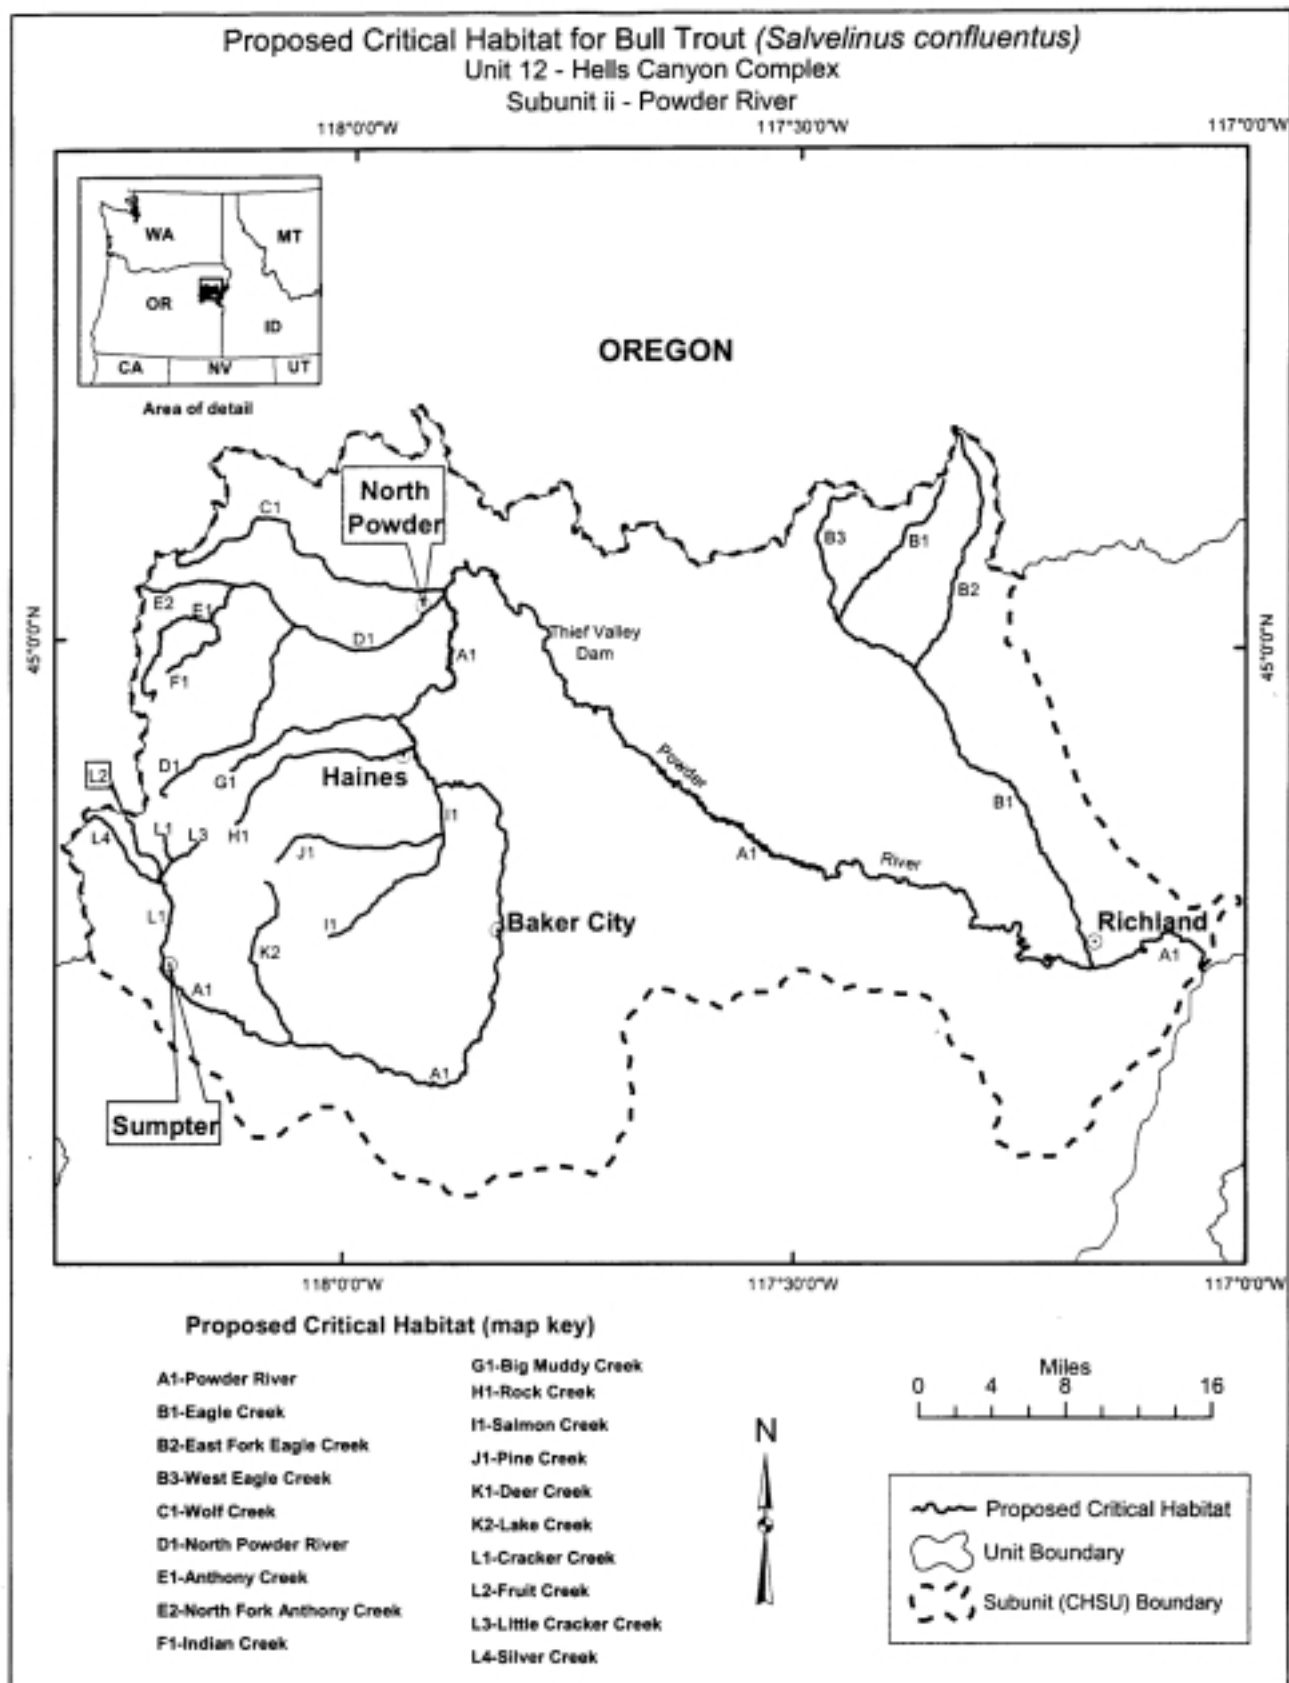 Proposed Critical Habitat for Bull Trout (Salvelinus confluentus)
Unit 12 - Hells Canyon Complex
Subunit ii - Powder River
118°0'0"W
117°30'0"W
117°0'0"W
WA
MT
OR
ID
CA
NV
UT
Area of detail
OREGON
North
Powder
C1
B3
B1
B2
E2
E1
D1
A1
F1
Thief Valley
Dam
45°0'0"N
45°0'0"N
D1
G1
Haines
Powder
L2
L1
L3
L4
H1
I1
J1
B1
A1
River
L1
I1
K2
Baker City
Richland
A1
A1
A1
Sumpter
118°0'0"W
117°30'0"W
117°0'0"W
Proposed Critical Habitat (map key)
A1-Powder River
B1-Eagle Creek
B2-East Fork Eagle Creek
B3-West Eagle Creek
C1-Wolf Creek
D1-North Powder River
E1-Anthony Creek
E2-North Fork Anthony Creek
F1-Indian Creek
G1-Big Muddy Creek
H1-Rock Creek
I1-Salmon Creek
J1-Pine Creek
K1-Deer Creek
K2-Lake Creek
L1-Cracker Creek
L2-Fruit Creek
L3-Little Cracker Creek
L4-Silver Creek
N
Miles
0 4 8 16
Proposed Critical Habitat
Unit Boundary
Subunit (CHSU) Boundary